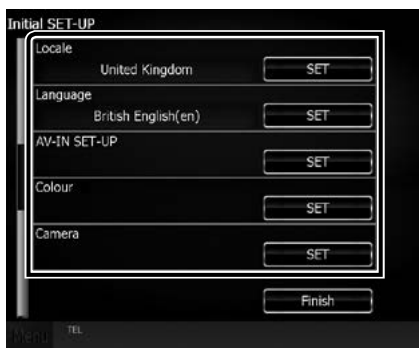 Initial SET-UP
Locale
United Kingdom SET
Language
British English(en) SET
AV-IN SET-UP
SET
Colour
SET
Camera
SET
Finish
Menu TEL